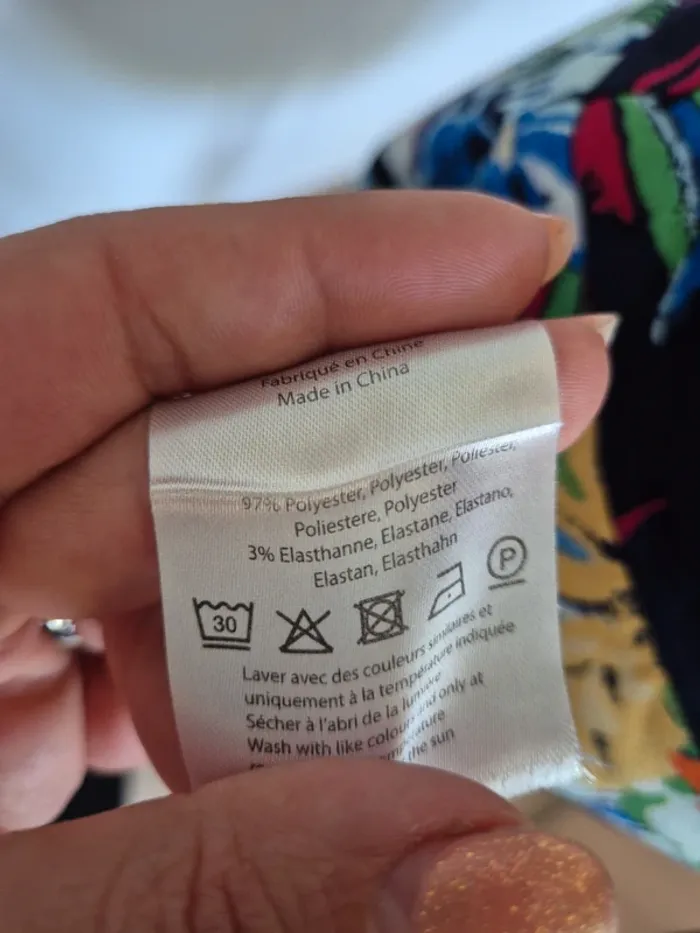 Fabriqué en Chine
Made in China
97% Polyester, Polyester, Poliester,
Poliestere, Polyester
3% Elasthanne, Elastane, Elastano,
Elastan, Elasthahn
30
P
Laver avec des couleurs similaires et
uniquement à la température indiquée
Sécher à l'abri de la lumière
Wash with like colours and only at
the sun